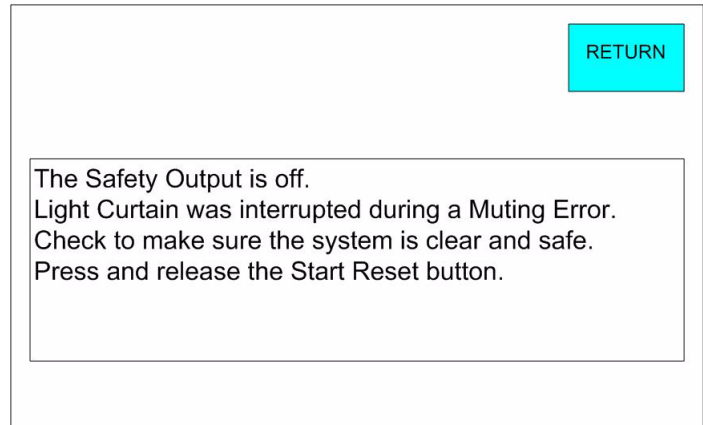 RETURN
The Safety Output is off.
Light Curtain was interrupted during a Muting Error.
Check to make sure the system is clear and safe.
Press and release the Start Reset button.